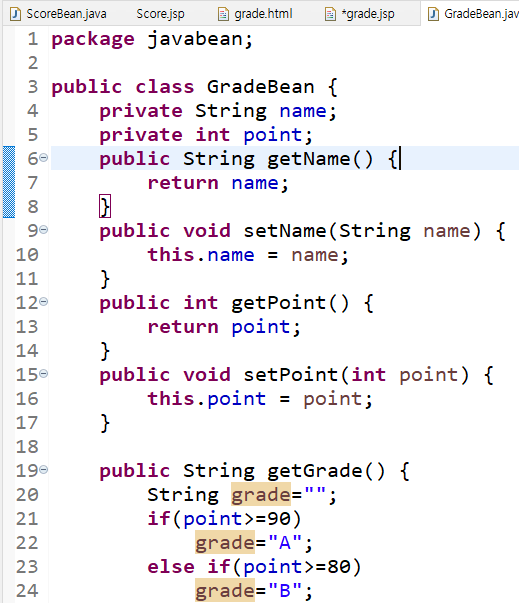 ScoreBean.java Score.jsp grade.html *grade.jsp GradeBean.jav
1 package javabean;
2
3 public class GradeBean {
4 private String name;
5 private int point;
6 public String getName() {
7 return name;
8 }
9 public void setName(String name) {
10 this.name = name;
11 }
12 public int getPoint() {
13 return point;
14 }
15 public void setPoint(int point) {
16 this.point = point;
17 }
18
19 public String getGrade() {
20 String grade="";
21 if(point>=90)
22 grade="A";
23 else if(point>=80)
24 grade="B";